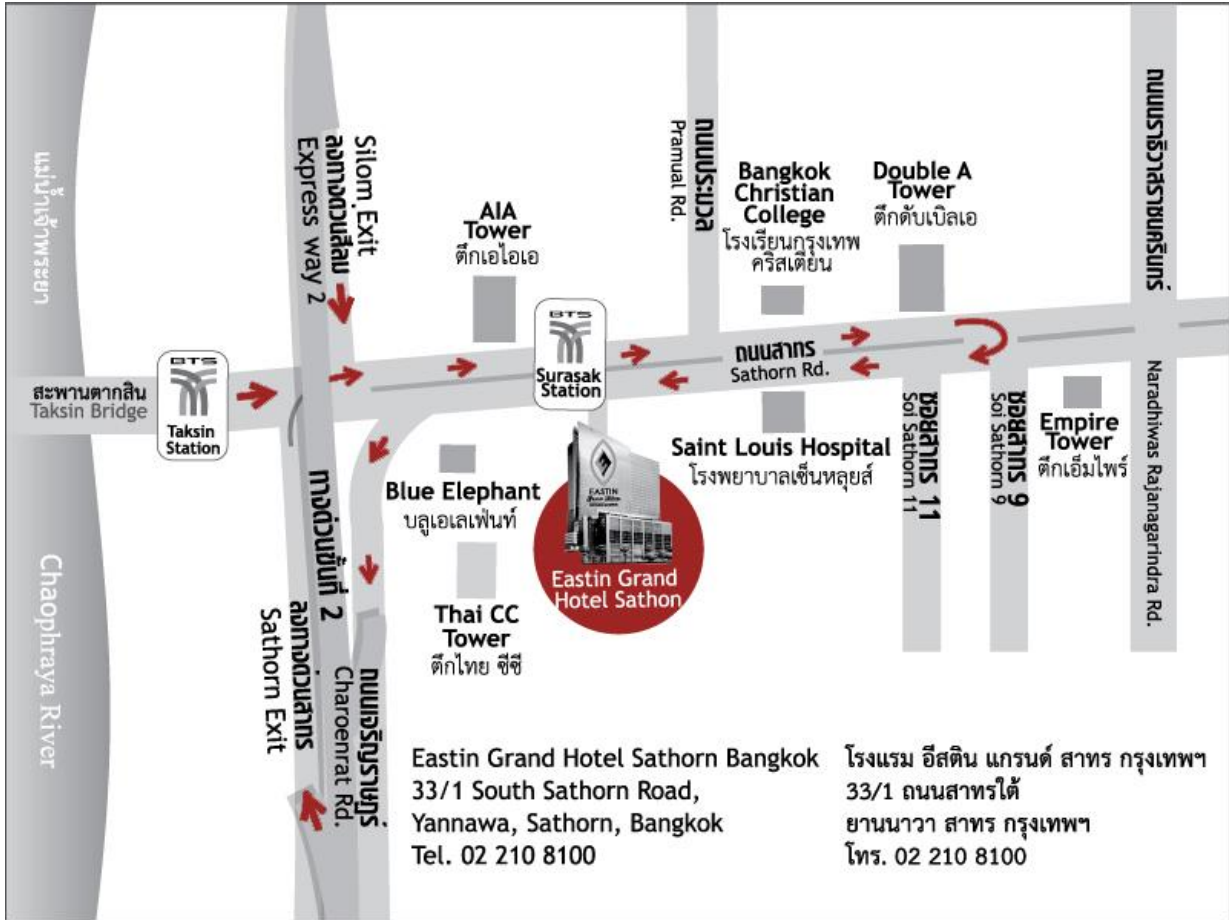 แม่น้ำเจ้าพระยา
Chaophraya River
สะพานตากสิน
Taksin Bridge
BTS
Taksin
Station
Silom Exit
ลงทางด่วนสีลม
Express way 2
ทางด่วนขั้นที่ 2
ลงทางด่วนสาทร
Sathorn Exit
ถนนเจริญราษฎร์
Charoenrat Rd.
AIA
Tower
ตึกเอไอเอ
BTS
Surasak
Station
ถนนประมวล
Pramual Rd.
Bangkok
Christian
College
โรงเรียนกรุงเทพ
คริสเตียน
Double A
Tower
ตึกดับเบิลเอ
ถนนนราธิวาสราชนครินทร์
Naradhiwas Rajanagarindra Rd.
ถนนสาทร
Sathorn Rd.
Blue Elephant
บลูเอเลเฟ่นท์
Thai CC
Tower
ตึกไทย ซีซี
EASTIN
Eastin Grand
Hotel Sathon
Saint Louis Hospital
โรงพยาบาลเซ็นหลุยส์
ซอยสาทร 11
Soi Sathorn 11
ซอยสาทร 9
Soi Sathorn 9
Empire
Tower
ตึกเอ็มไพร์
Eastin Grand Hotel Sathorn Bangkok
33/1 South Sathorn Road,
Yannawa, Sathorn, Bangkok
Tel. 02 210 8100
โรงแรม อีสติน แกรนด์ สาทร กรุงเทพฯ
33/1 ถนนสาทรใต้
ยานนาวา สาทร กรุงเทพฯ
โทร. 02 210 8100